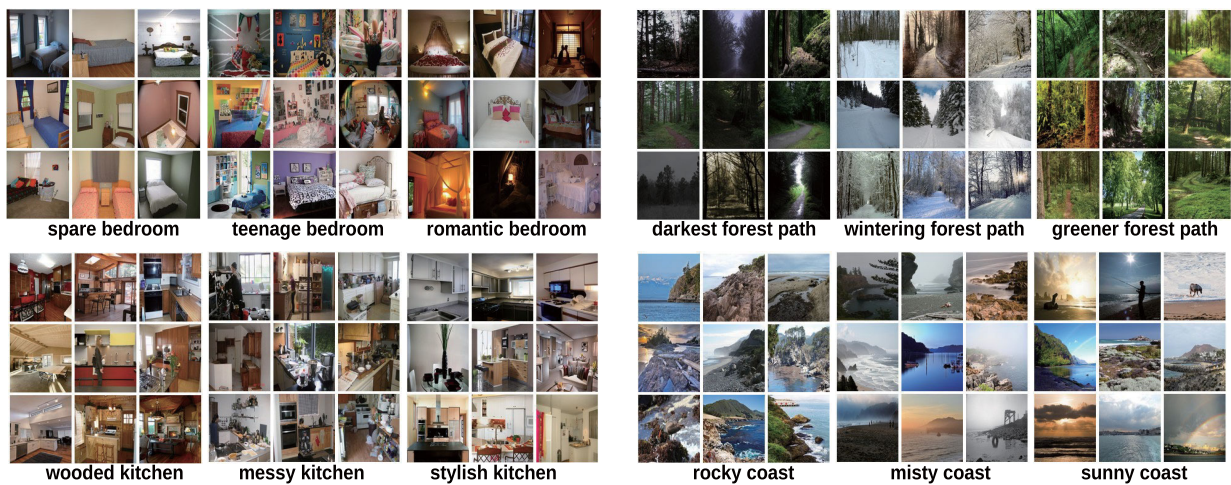 spare bedroom
teenage bedroom
romantic bedroom
darkest forest path
wintering forest path
greener forest path
wooded kitchen
messy kitchen
stylish kitchen
rocky coast
misty coast
sunny coast